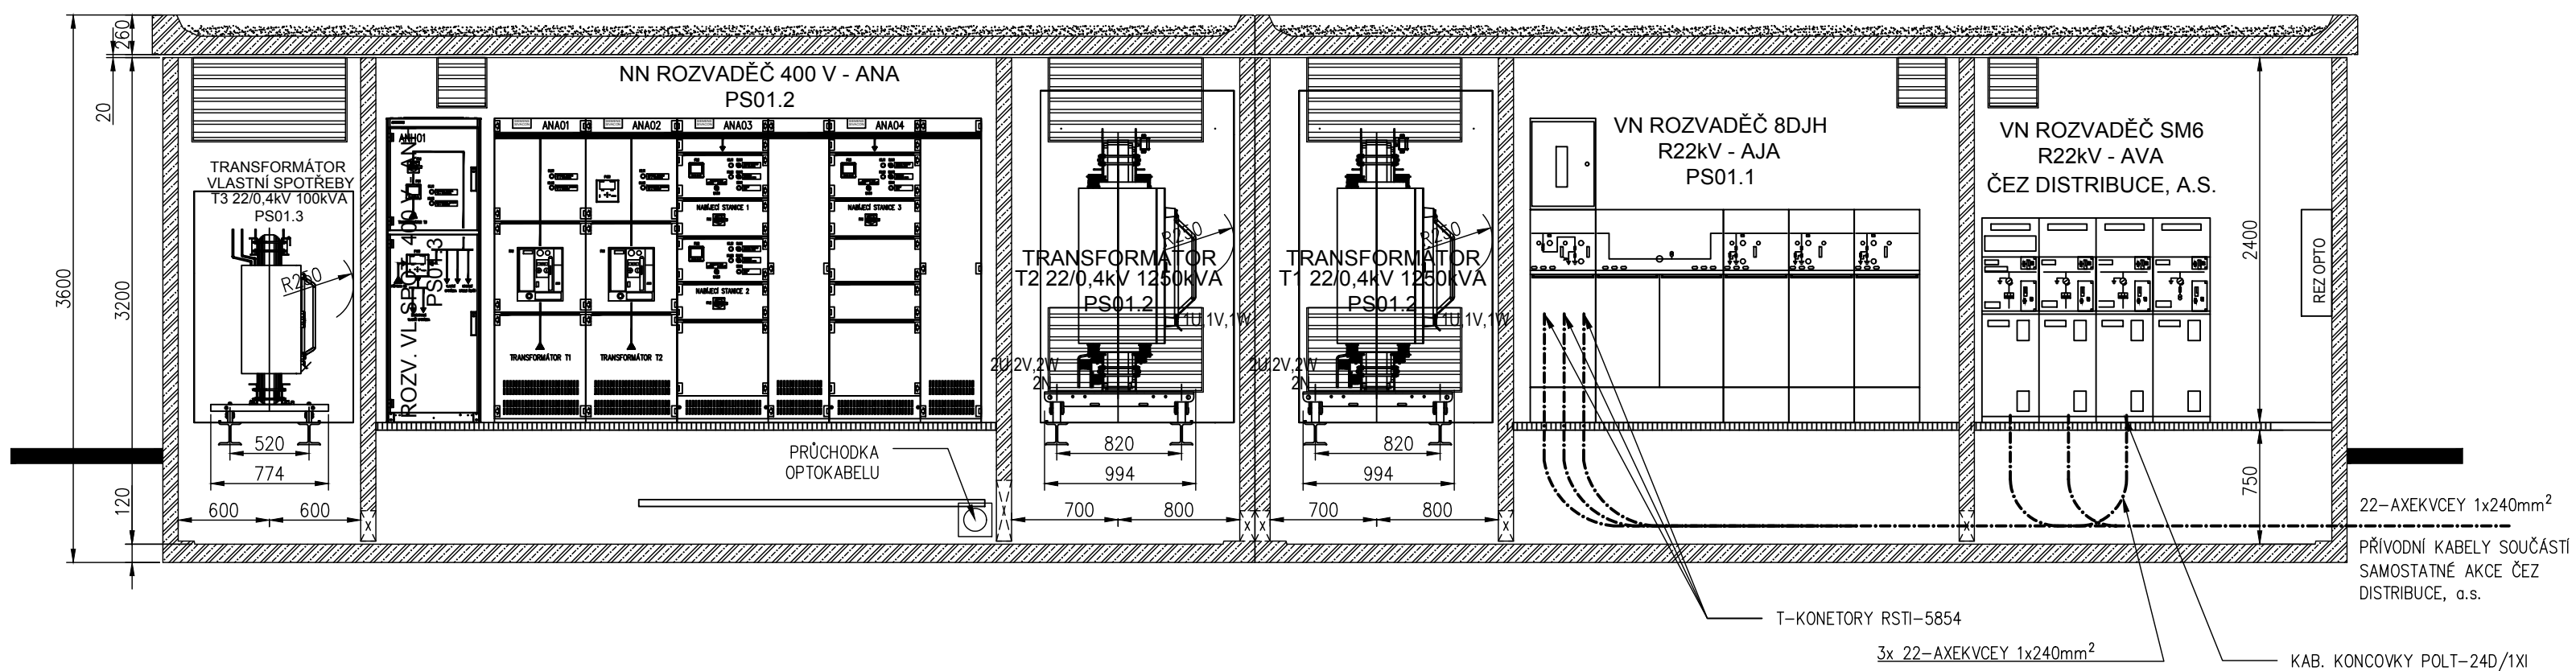 NN ROZVADĚČ 400 V - ANA
PS01.2
TRANSFORMÁTOR
VLASTNÍ SPOTŘEBY
T3 22/0,4kV 100kVA
PS01.3
ROZV. VL. SPOT 400 V - ANH
PS01.3
ANH01
ANA01
ANA02
ANA03
ANA04
NABÍJECÍ STANICE 1
NABÍJECÍ STANICE 2
NABÍJECÍ STANICE 3
TRANSFORMÁTOR T1
TRANSFORMÁTOR T2
TRANSFORMÁTOR
T2 22/0,4kV 1250kVA
PS01.2
1U,1V,1W
2U,2V,2W
2N
TRANSFORMÁTOR
T1 22/0,4kV 1250kVA
PS01.2
1U,1V,1W
2U,2V,2W
2N
VN ROZVADĚČ 8DJH
R22kV - AJA
PS01.1
VN ROZVADĚČ SM6
R22kV - AVA
ČEZ DISTRIBUCE, A.S.
REZ OPTO
R250
R250
R250
260
20
3600
3200
120
2400
750
520
774
600
600
820
994
700
800
820
994
700
800
PRŮCHODKA
OPTOKABELU
22-AXEKVCEY 1x240mm²
PŘÍVODNÍ KABELY SOUČÁSTÍ
SAMOSTATNÉ AKCE ČEZ
DISTRIBUCE, a.s.
T-KONETORY RSTI-5854
3x 22-AXEKVCEY 1x240mm²
KAB. KONCOVKY POLT-24D/1XI